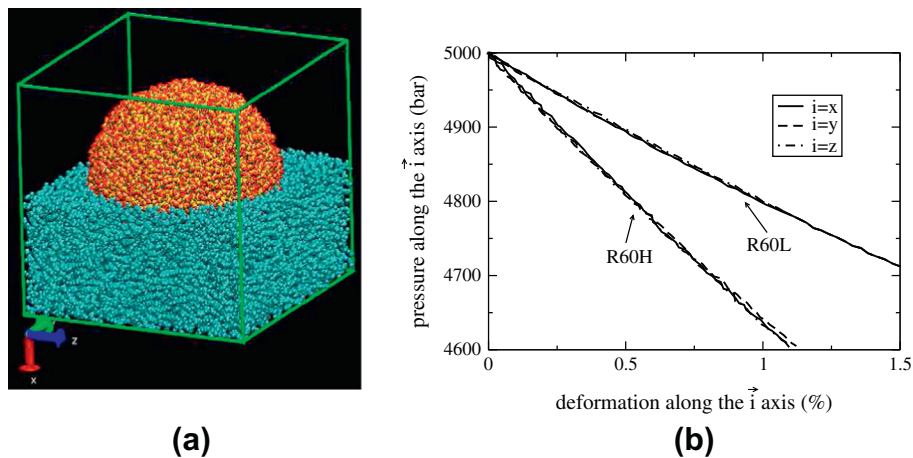 z
x
(a)
pressure along the i axis (bar)
5000
4900
4800
4700
4600
i=x
i=y
i=z
R60H
R60L
0
0.5
1
1.5
deformation along the i axis (%)
(b)